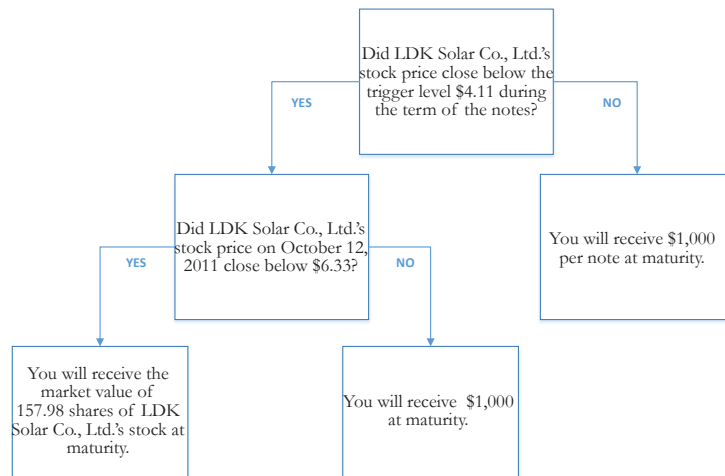 Did LDK Solar Co., Ltd.'s
stock price close below the
trigger level $4.11 during
the term of the notes?
YES
NO
Did LDK Solar Co., Ltd.'s
stock price on October 12,
2011 close below $6.33?
You will receive $1,000
per note at maturity.
YES
NO
You will receive the
market value of
157.98 shares of LDK
Solar Co., Ltd.'s stock at
maturity.
You will receive $1,000
at maturity.